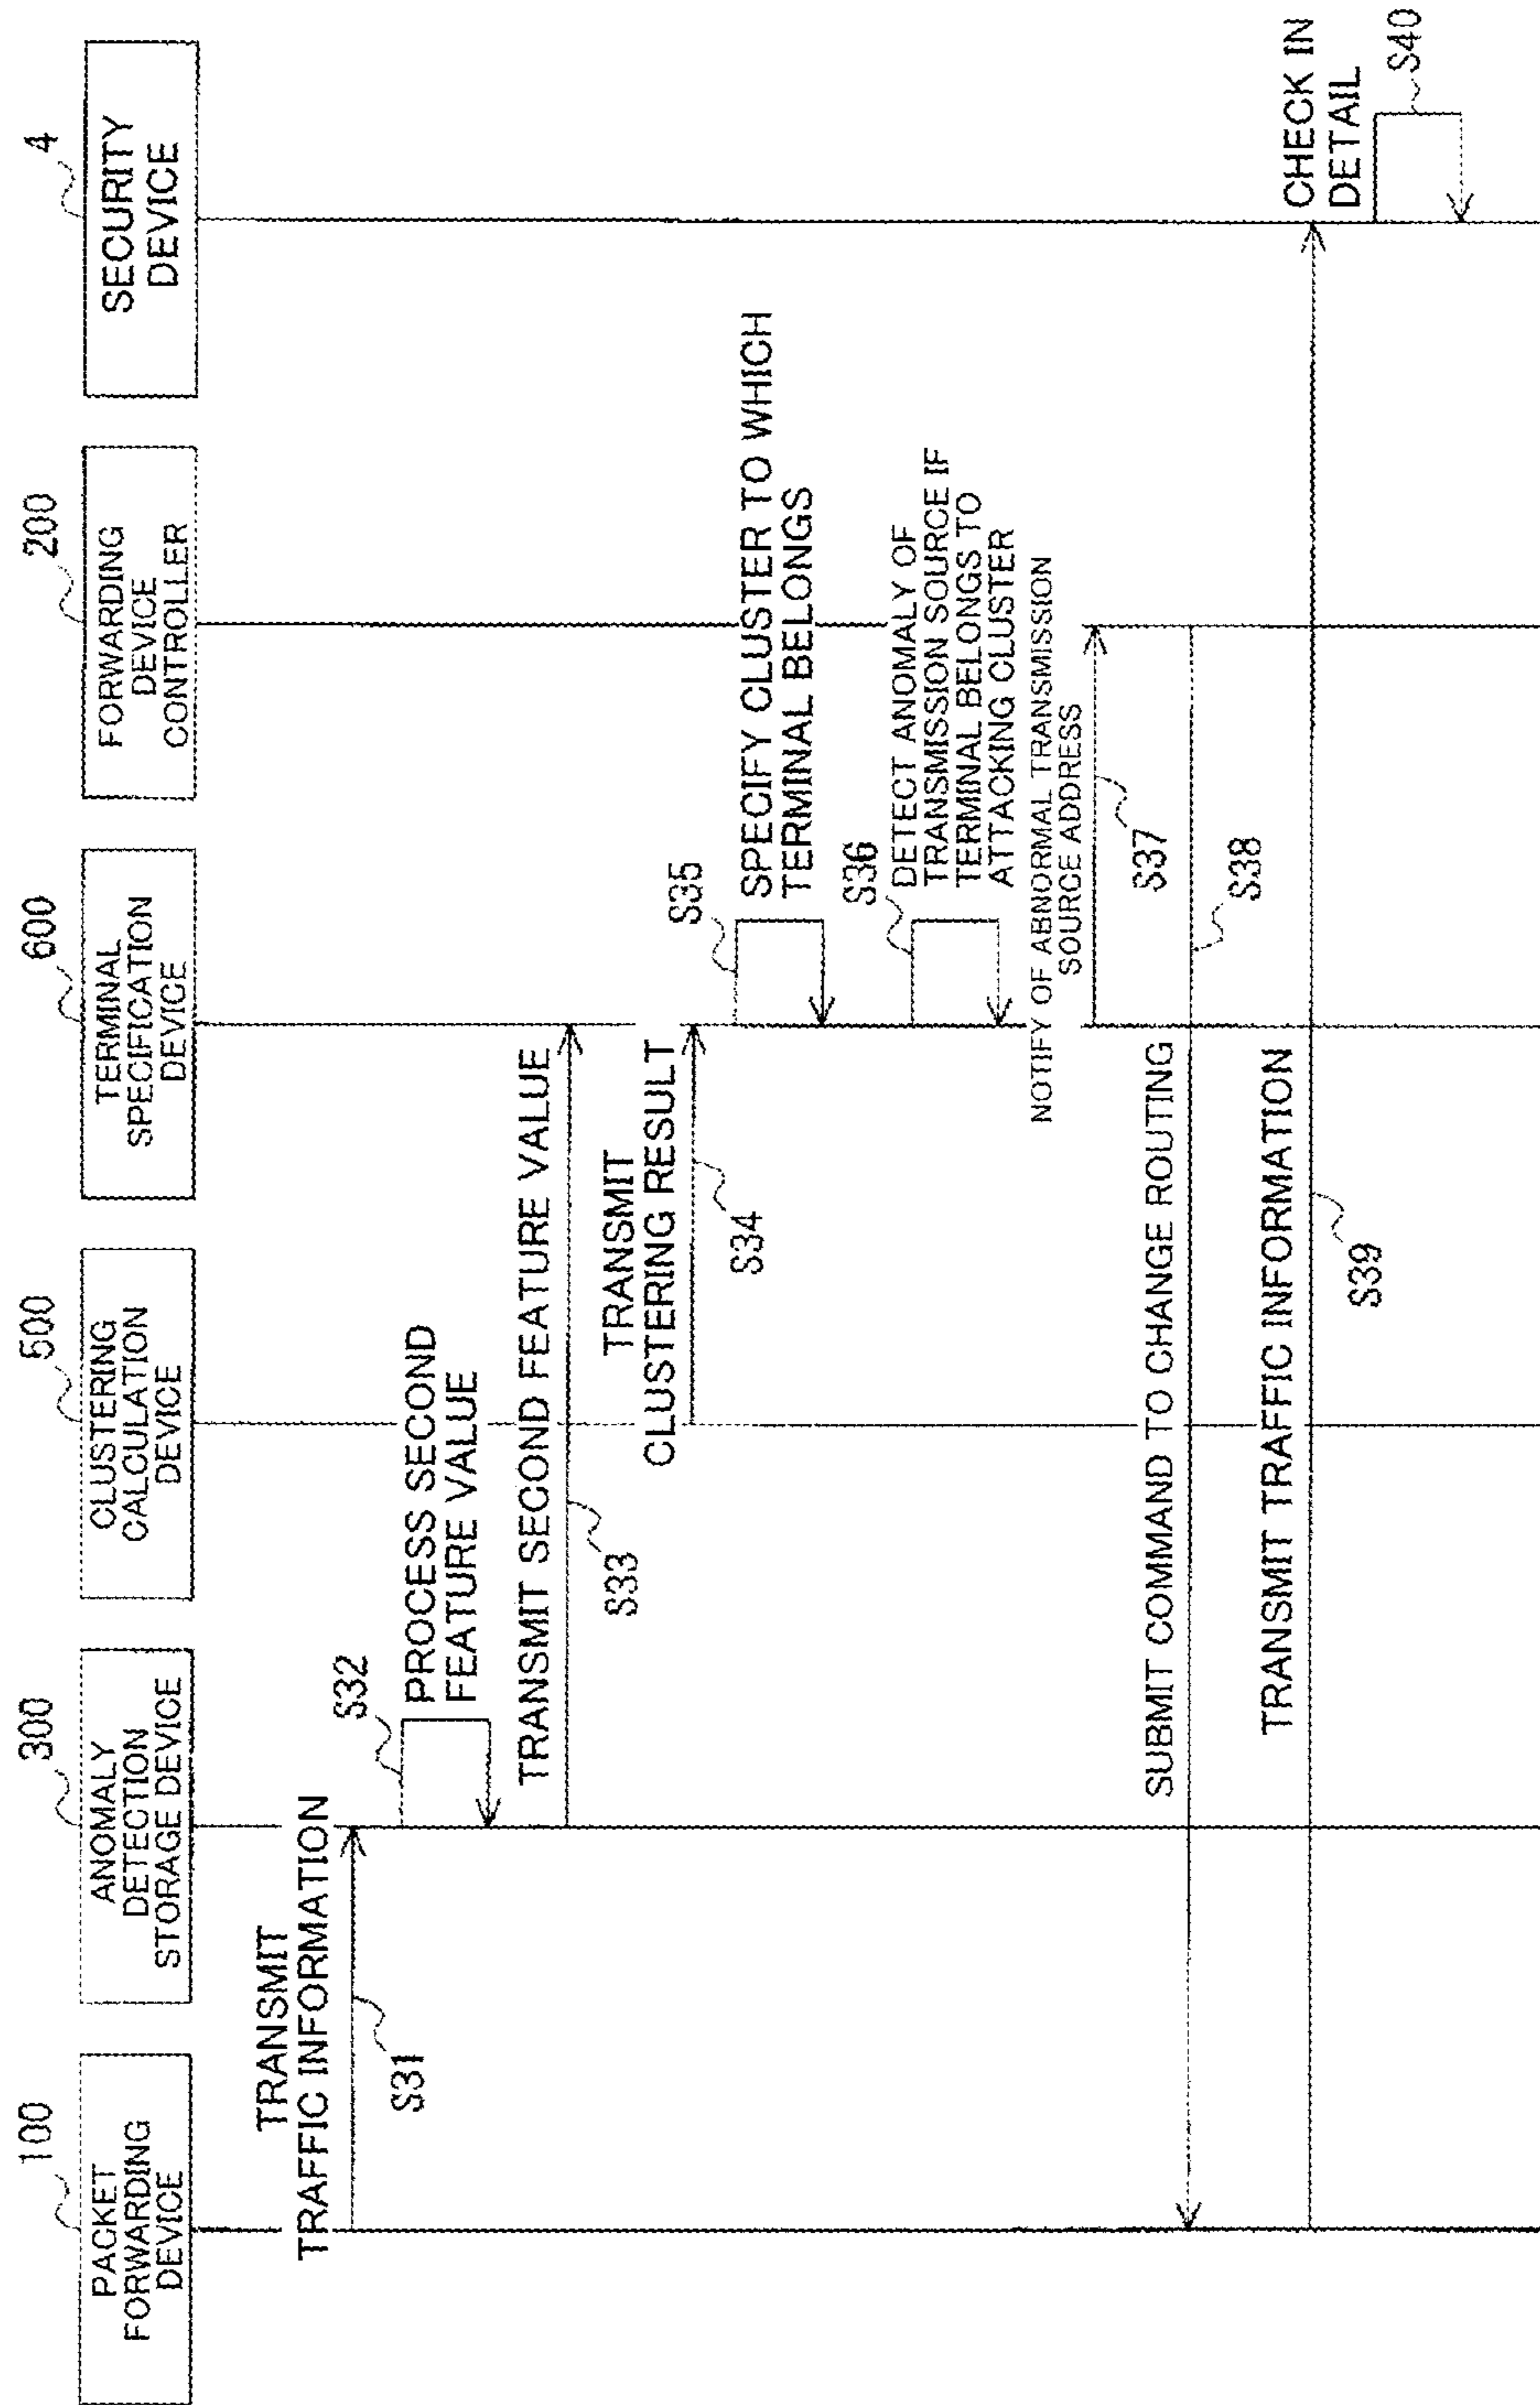 100
PACKET
FORWARDING
DEVICE
300
ANOMALY
DETECTION
STORAGE DEVICE
500
CLUSTERING
CALCULATION
DEVICE
600
TERMINAL
SPECIFICATION
DEVICE
200
FORWARDING
DEVICE
CONTROLLER
4
SECURITY
DEVICE
TRANSMIT
TRAFFIC INFORMATION
S31
S32
PROCESS SECOND
FEATURE VALUE
TRANSMIT SECOND FEATURE VALUE
S33
TRANSMIT
CLUSTERING RESULT
S34
S35
SPECIFY CLUSTER TO WHICH
TERMINAL BELONGS
S36
DETECT ANOMALY OF
TRANSMISSION SOURCE IF
TERMINAL BELONGS TO
ATTACKING CLUSTER
NOTIFY OF ABNORMAL TRANSMISSION
SOURCE ADDRESS
S37
SUBMIT COMMAND TO CHANGE ROUTING
S38
TRANSMIT TRAFFIC INFORMATION
S39
CHECK IN
DETAIL
S40